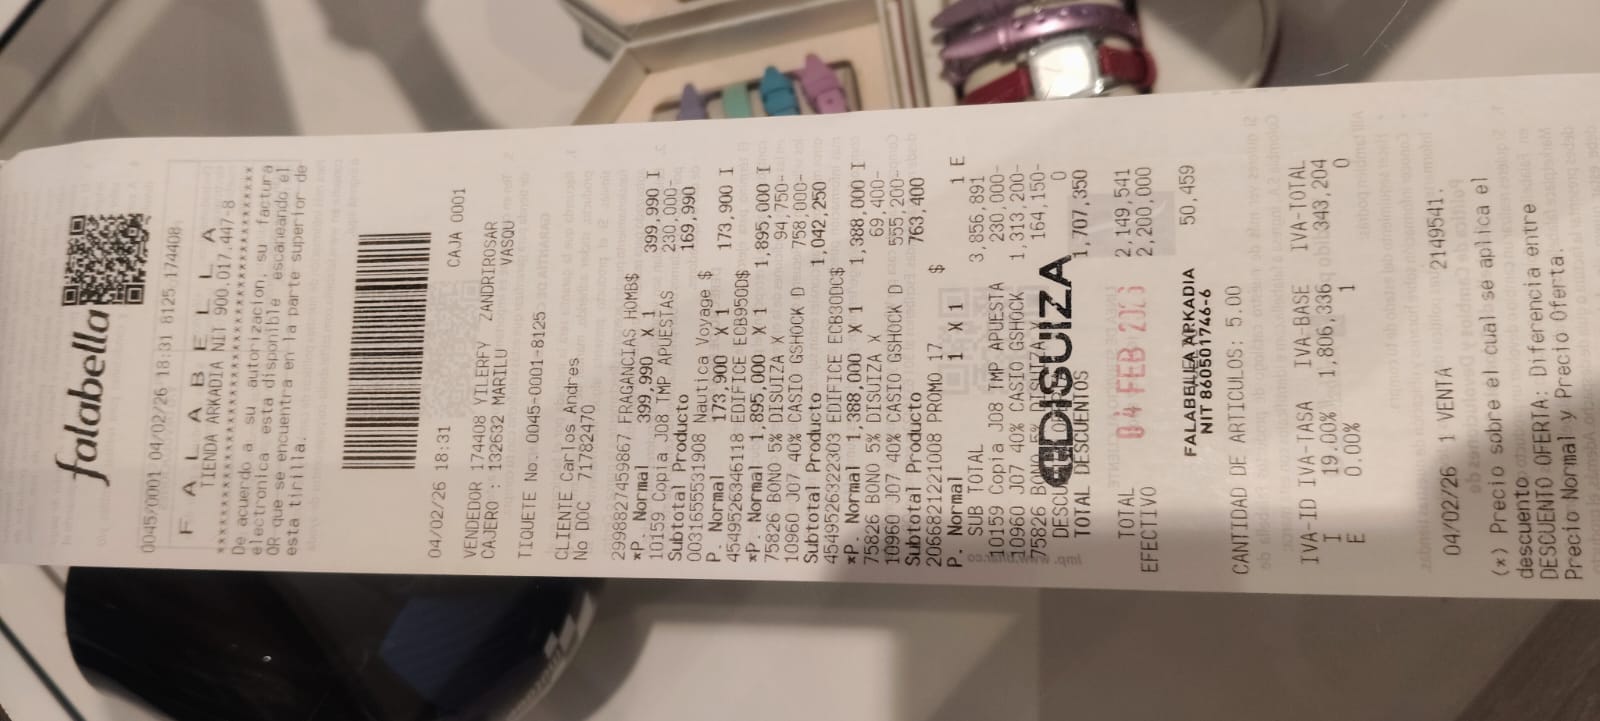 falabella
0045/0001 04/02/26 18:31 8125.174408
F A L A B E L L A
TIENDA ARKADIA NIT 900.017.447-8
De acuerdo a su autorizacion, su factura
electronica esta disponible escaneando el
QR que se encuentra en la parte superior de
esta tirilla.
04/02/26 18:31 CAJA 0001
VENDEDOR 174408 YILERFY ZANDRIROSAR
CAJERO : 132632 MARILU VASQU
TIQUETE No. 0045-0001-8125
CLIENTE Carlos Andres
No DOC 71782470
2999827459867 FRAGANCIAS HOMB$
*P. Normal 399,990 X 1 399,990 I
10159 Copia J08 TMP APUESTAS 230,000-
Subtotal Producto 169,990
0031655531908 Nautica Voyage $
P. Normal 173,900 X 1 173,900 I
4549526346118 EDIFICE EQB950D$
*P. Normal 1,895,000 X 1 1,895,000 I
75826 BONO 5% DISUIZA X 94,750-
10960 J07 40% CASIO GSHOCK D 758,000-
Subtotal Producto 1,042,250
4549526322303 EDIFICE ECB30DC$
*P. Normal 1,388,000 X 1 1,388,000 I
75826 BONO 5% DISUIZA X 69,400-
10960 J07 40% CASIO GSHOCK D 555,200-
Subtotal Producto 763,400
2066821221008 PROMO 17 $
P. Normal 1 X 1 1 E
SUB TOTAL 3,856,891
10159 Copia J08 TMP APUESTA 230,000-
10960 J07 40% CASIO GSHOCK 1,313,200-
75826 BONO 5% DISUIZA X 164,150-
0
DISUIZA
TOTAL DESCUENTOS 1,707,350
TOTAL 2,149,541
EFECTIVO 2,200,000
04 FEB
FALABELLA ARKADIA
NIT 860501746-6
50,459
CANTIDAD DE ARTICULOS: 5.00
IVA-ID IVA-TASA IVA-BASE IVA-TOTAL
I 19.00% 1,806,336 343,204
E 0.00% 1 0
04/02/26 1 VENTA 2149541.
(*) Precio sobre el cual se aplica el
descuento
DESCUENTO OFERTA: Diferencia entre
Precio Normal y Precio Oferta.